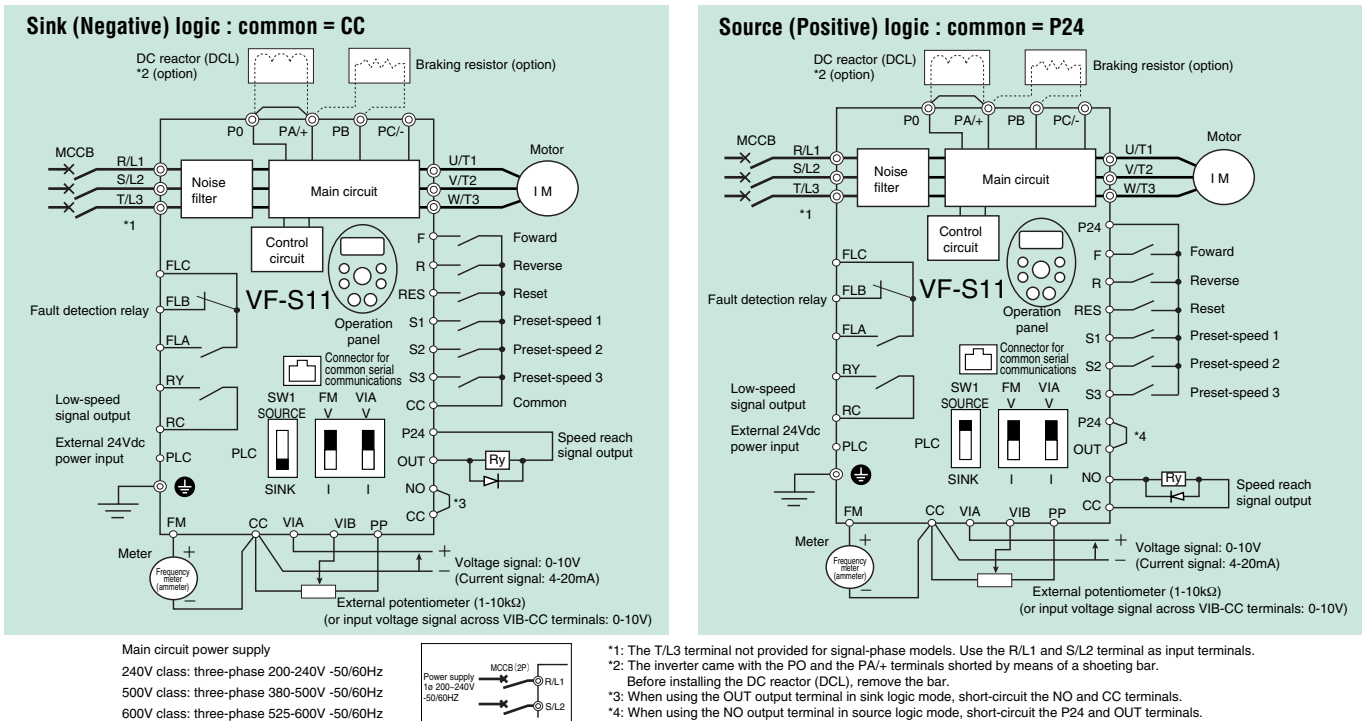 Sink (Negative) logic : common = CC
DC reactor (DCL)
*2 (option)
Braking resistor (option)
P0
PA/+
PB
PC/-
MCCB
R/L1
S/L2
T/L3
*1
Noise
filter
Main circuit
U/T1
V/T2
W/T3
Motor
I M
Control
circuit
VF-S11
Operation
panel
FLC
FLB
Fault detection relay
FLA
RY
Low-speed
signal output
RC
External 24Vdc
power input
PLC
F
Foward
R
Reverse
RES
Reset
S1
Preset-speed 1
S2
Preset-speed 2
S3
Preset-speed 3
CC
Common
Connector for
common serial
communications
SW1
FM
VIA
SOURCE
V
V
PLC
SINK
I
I
P24
OUT
Ry
Speed reach
signal output
NO
*3
CC
FM
CC
VIA
VIB
PP
Meter
+
Frequency
meter
(ammeter)
−
+
−
Voltage signal: 0-10V
(Current signal: 4-20mA)
External potentiometer (1-10kΩ)
(or input voltage signal across VIB-CC terminals: 0-10V)
Source (Positive) logic : common = P24
DC reactor (DCL)
*2 (option)
Braking resistor (option)
P0
PA/+
PB
PC/-
MCCB
R/L1
S/L2
T/L3
*1
Noise
filter
Main circuit
U/T1
V/T2
W/T3
Motor
I M
Control
circuit
VF-S11
Operation
panel
FLC
FLB
Fault detection relay
FLA
RY
Low-speed
signal output
RC
External 24Vdc
power input
PLC
P24
F
Foward
R
Reverse
RES
Reset
S1
Preset-speed 1
S2
Preset-speed 2
S3
Preset-speed 3
Connector for
common serial
communications
SW1
FM
VIA
SOURCE
V
V
PLC
SINK
I
I
P24
*4
OUT
NO
Ry
Speed reach
signal output
CC
FM
CC
VIA
VIB
PP
Meter
+
Frequency
meter
(ammeter)
−
+
−
Voltage signal: 0-10V
(Current signal: 4-20mA)
External potentiometer (1-10kΩ)
(or input voltage signal across VIB-CC terminals: 0-10V)
Main circuit power supply
240V class: three-phase 200-240V -50/60Hz
500V class: three-phase 380-500V -50/60Hz
600V class: three-phase 525-600V -50/60Hz
MCCB(2P)
Power supply
1ø 200~240V
-50/60HZ
R/L1
S/L2
*1: The T/L3 terminal not provided for signal-phase models. Use the R/L1 and S/L2 terminal as input terminals.
*2: The inverter came with the PO and the PA/+ terminals shorted by means of a shoeting bar.
Before installing the DC reactor (DCL), remove the bar.
*3: When using the OUT output terminal in sink logic mode, short-circuit the NO and CC terminals.
*4: When using the NO output terminal in source logic mode, short-circuit the P24 and OUT terminals.